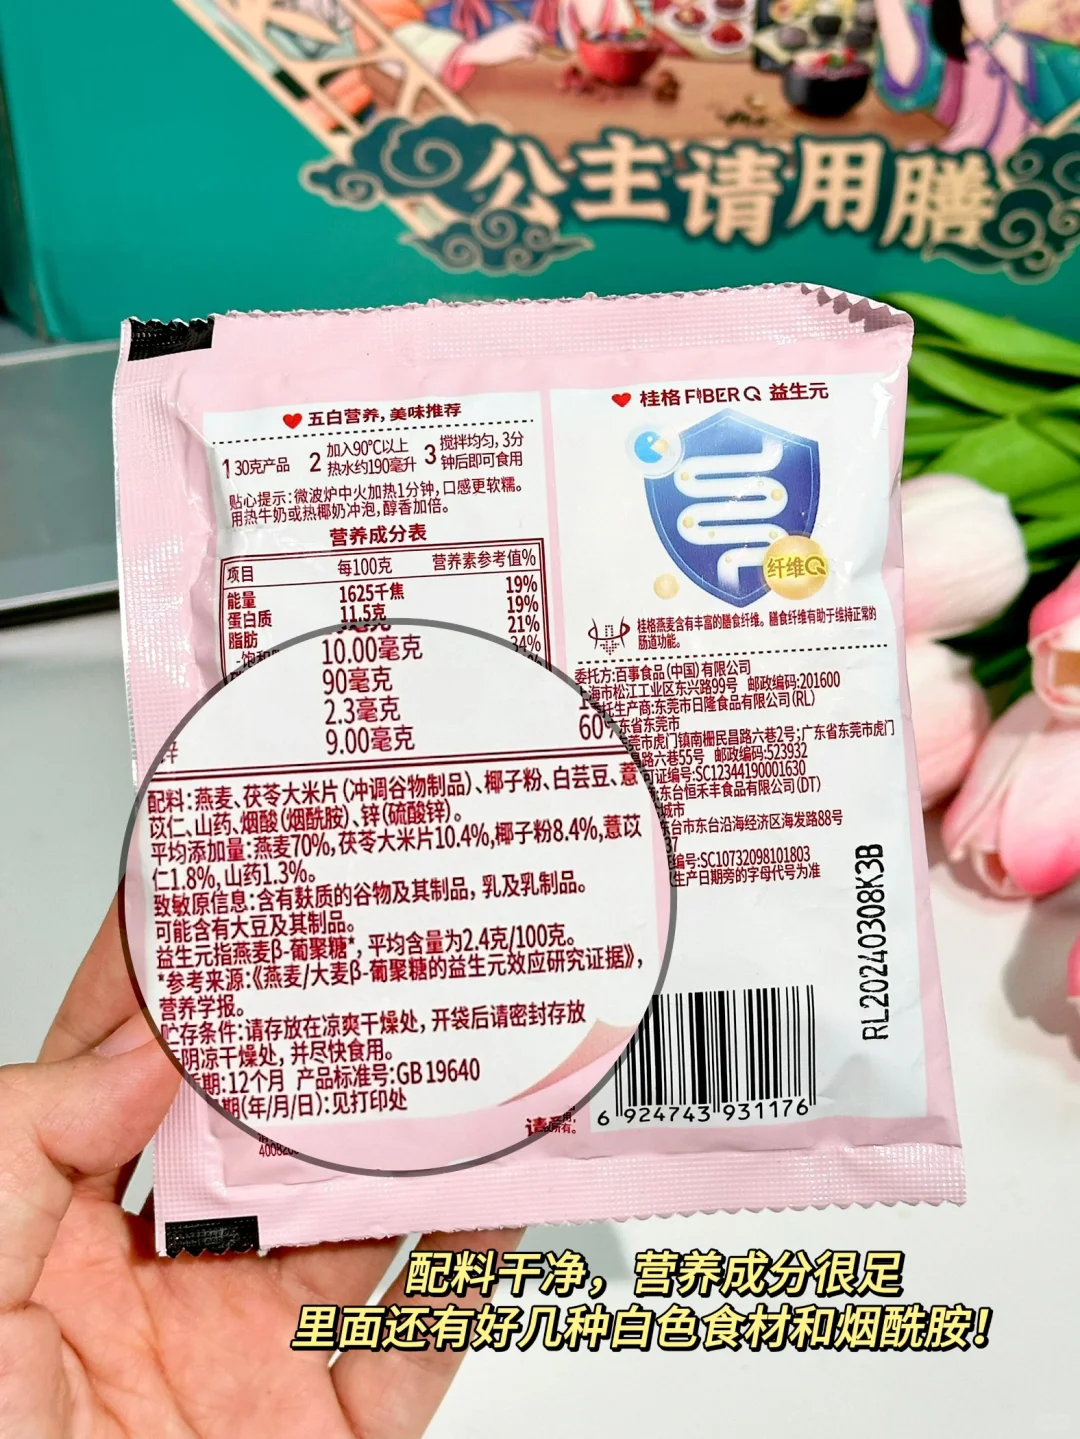 公主请用膳
五白营养,美味推荐
1 30克产品 2 加入90℃以上热水约190毫升 3 搅拌均匀,3分钟后即可食用
贴心提示:微波炉中火加热1分钟,口感更软糯。
用热牛奶或热椰奶冲泡,醇香加倍。
营养成分表
项目 每100克 营养素参考值%
能量 1625千焦 19%
蛋白质 11.5克 19%
脂肪 21%
34%
10.00毫克
90毫克
2.3毫克
9.00毫克 60%
配料:燕麦、茯苓大米片(冲调谷物制品)、椰子粉、白芸豆、薏
苡仁、山药、烟酸(烟酰胺)、锌(硫酸锌)。
平均添加量:燕麦70%,茯苓大米片10.4%,椰子粉8.4%,薏苡
仁1.8%,山药1.3%。
致敏原信息:含有麸质的谷物及其制品,乳及乳制品。
可能含有大豆及其制品。
益生元指燕麦β-葡聚糖*,平均含量为2.4克/100克。
*参考来源:《燕麦/大麦β-葡聚糖的益生元效应研究证据》,
营养学报。
贮存条件:请存放在凉爽干燥处,开袋后请密封存放
阴凉干燥处,并尽快食用。
期:12个月 产品标准号:GB 19640
期(年/月/日):见打印处
桂格FIBER Q 益生元
纤维Q
桂格燕麦含有丰富的膳食纤维。膳食纤维有助于维持正常的
肠道功能。
委托方:百事食品(中国)有限公司
上海市松江工业区东兴路99号 邮政编码:201600
托生产商:东莞市日隆食品有限公司(RL)
东省东莞市
莞市虎门镇南栅民昌路六巷2号;广东省东莞市虎门
路六巷55号 邮政编码:523932
可证编号:SC12344190001630
东台恒禾丰食品有限公司(DT)
城市
东台市东台沿海经济区海发路88号
编号:SC10732098101803
生产日期旁的字母代号为准
RL20240308K3B
6 924743 931176
配料干净，营养成分很足
里面还有好几种白色食材和烟酰胺！